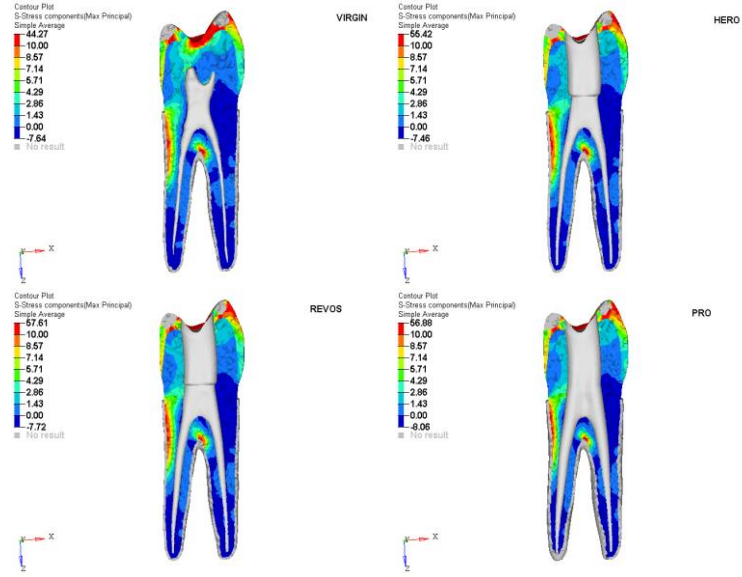 Contour Plot
S-Stress components(Max Principal)
Simple Average
44.27
10.00
8.57
7.14
5.71
4.29
2.86
1.43
0.00
-7.64
No result
VIRGIN
X
Z
Contour Plot
S-Stress components(Max Principal)
Simple Average
55.42
10.00
8.57
7.14
5.71
4.29
2.86
1.43
0.00
-7.46
No result
HERO
X
Z
Contour Plot
S-Stress components(Max Principal)
Simple Average
57.61
10.00
8.57
7.14
5.71
4.29
2.86
1.43
0.00
-7.72
No result
REVOS
X
Z
Contour Plot
S-Stress components(Max Principal)
Simple Average
56.88
10.00
8.57
7.14
5.71
4.29
2.86
1.43
0.00
-8.06
No result
PRO
X
Z